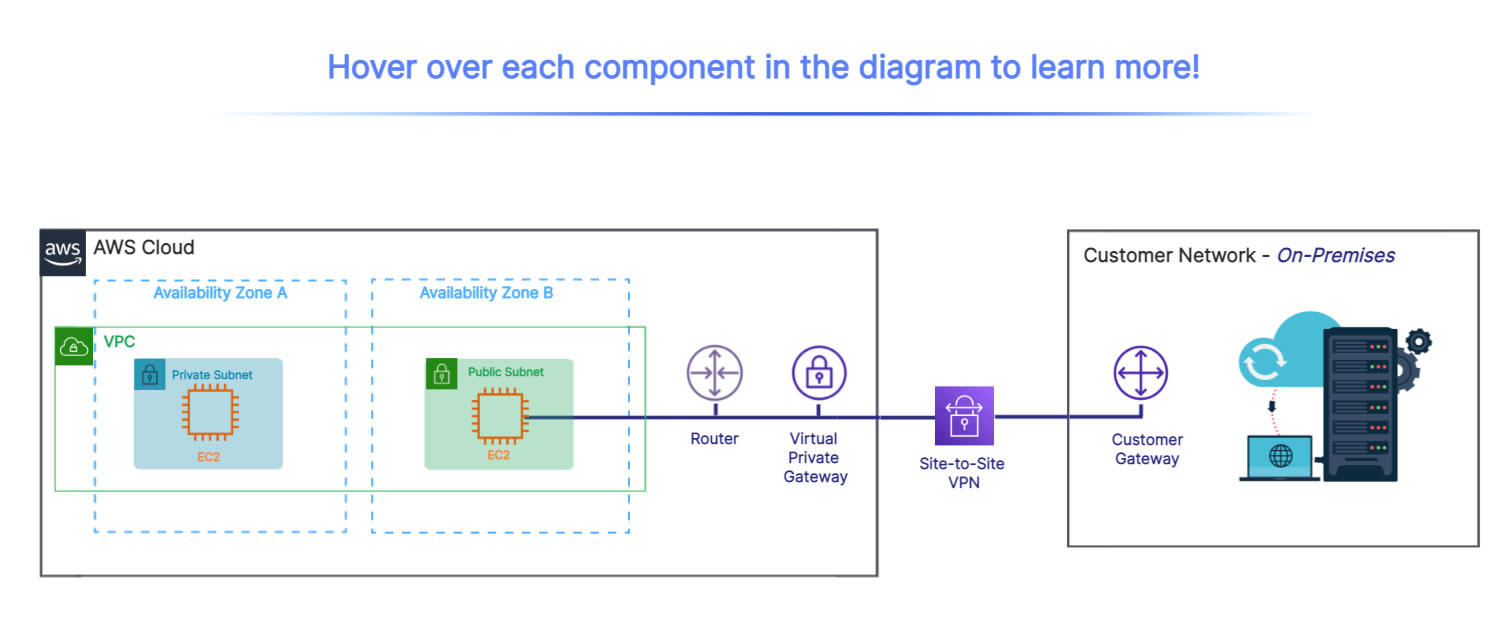 Hover over each component in the diagram to learn more!
aws
AWS Cloud
Availability Zone A
Availability Zone B
VPC
Private Subnet
EC2
Public Subnet
EC2
Router
Virtual
Private
Gateway
Site-to-Site
VPN
Customer Network - On-Premises
Customer
Gateway